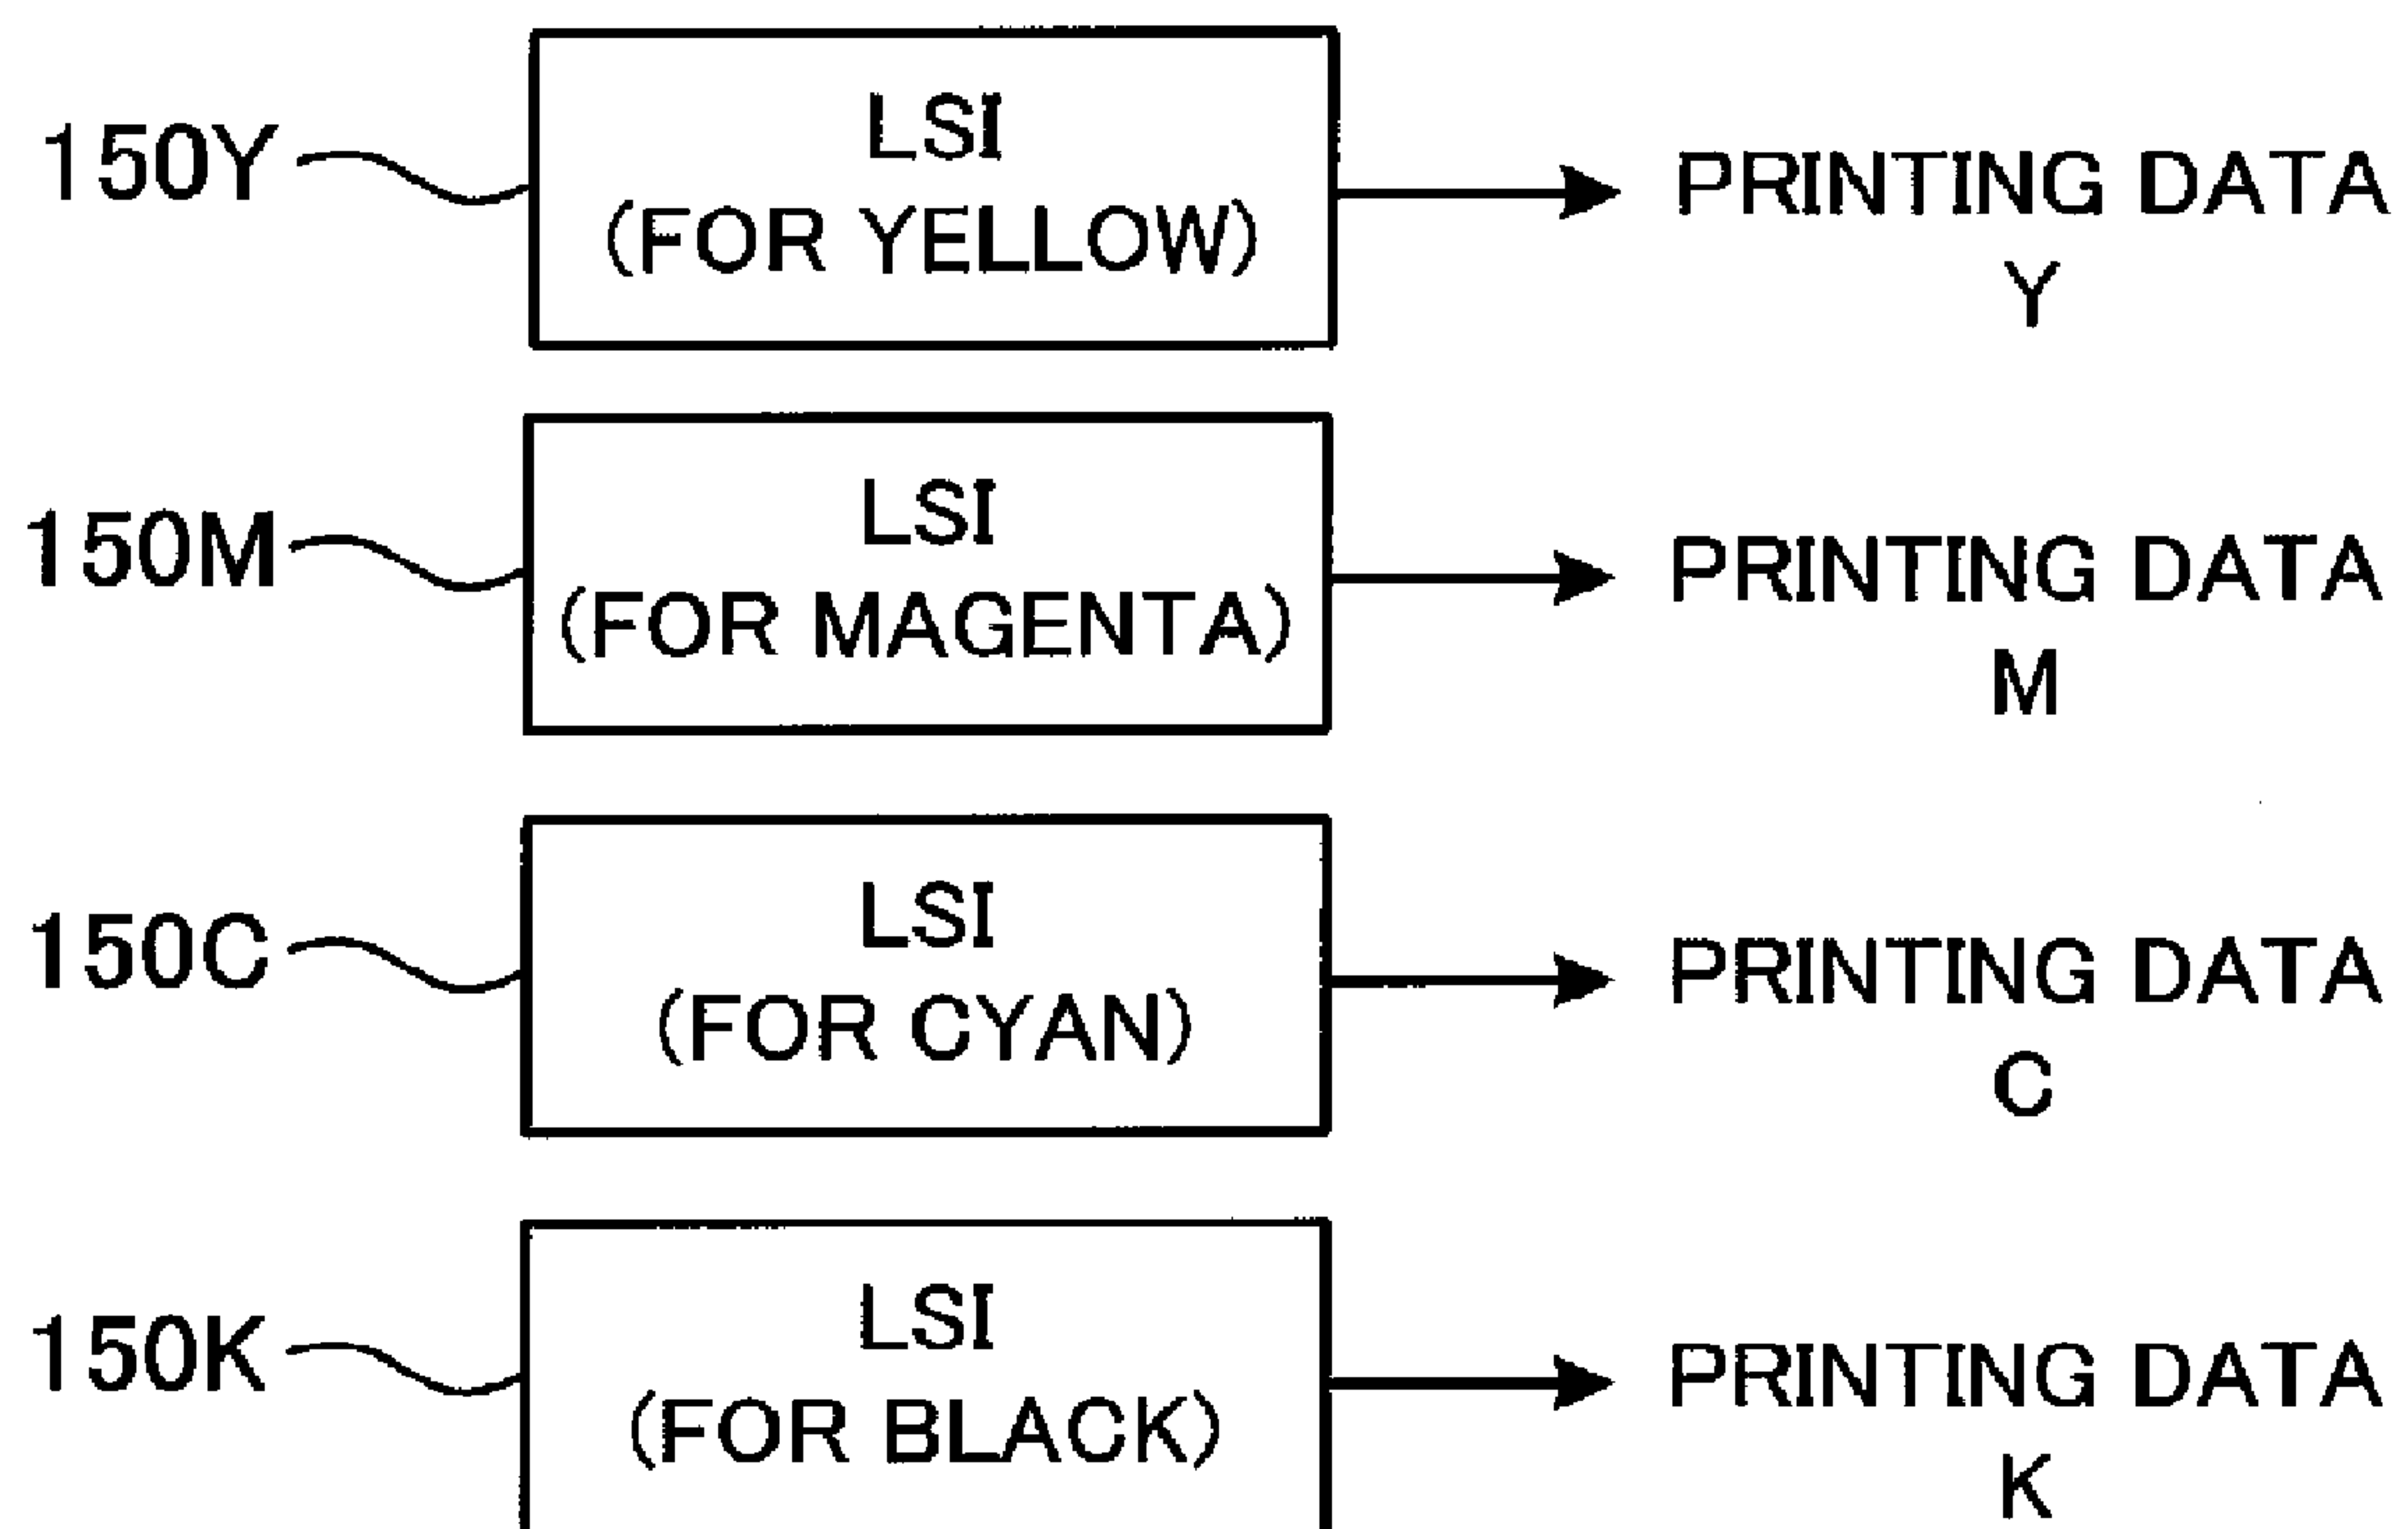 150Y
LSI
(FOR YELLOW)
PRINTING DATA
Y
150M
LSI
(FOR MAGENTA)
PRINTING DATA
M
150C
LSI
(FOR CYAN)
PRINTING DATA
C
150K
LSI
(FOR BLACK)
PRINTING DATA
K